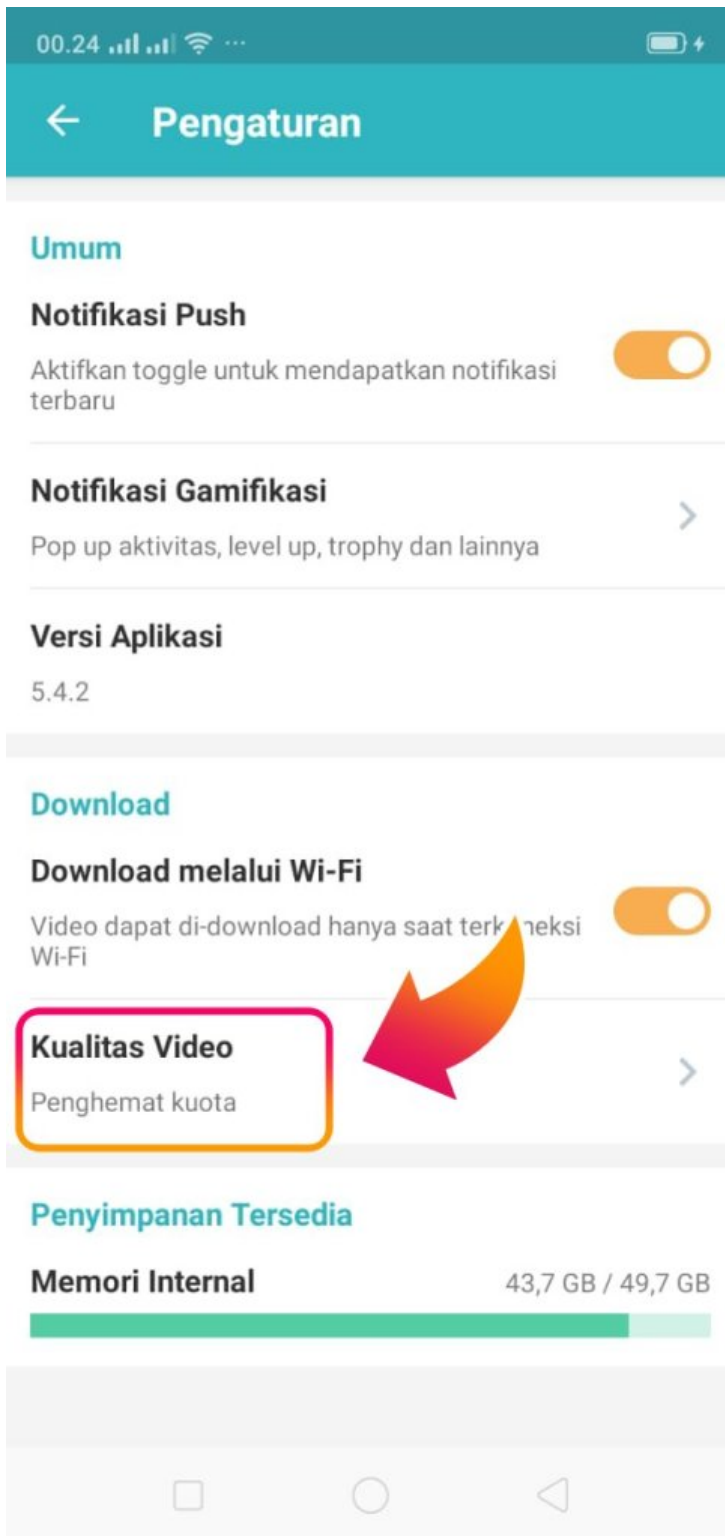 00.24
Pengaturan
Umum
Notifikasi Push
Aktifkan toggle untuk mendapatkan notifikasi
terbaru
Notifikasi Gamifikasi
Pop up aktivitas, level up, trophy dan lainnya
Versi Aplikasi
5.4.2
Download
Download melalui Wi-Fi
Video dapat di-download hanya saat
Wi-Fi
Kualitas Video
Penghemat kuota
Penyimpanan Tersedia
Memori Internal 43,7 GB / 49,7 GB